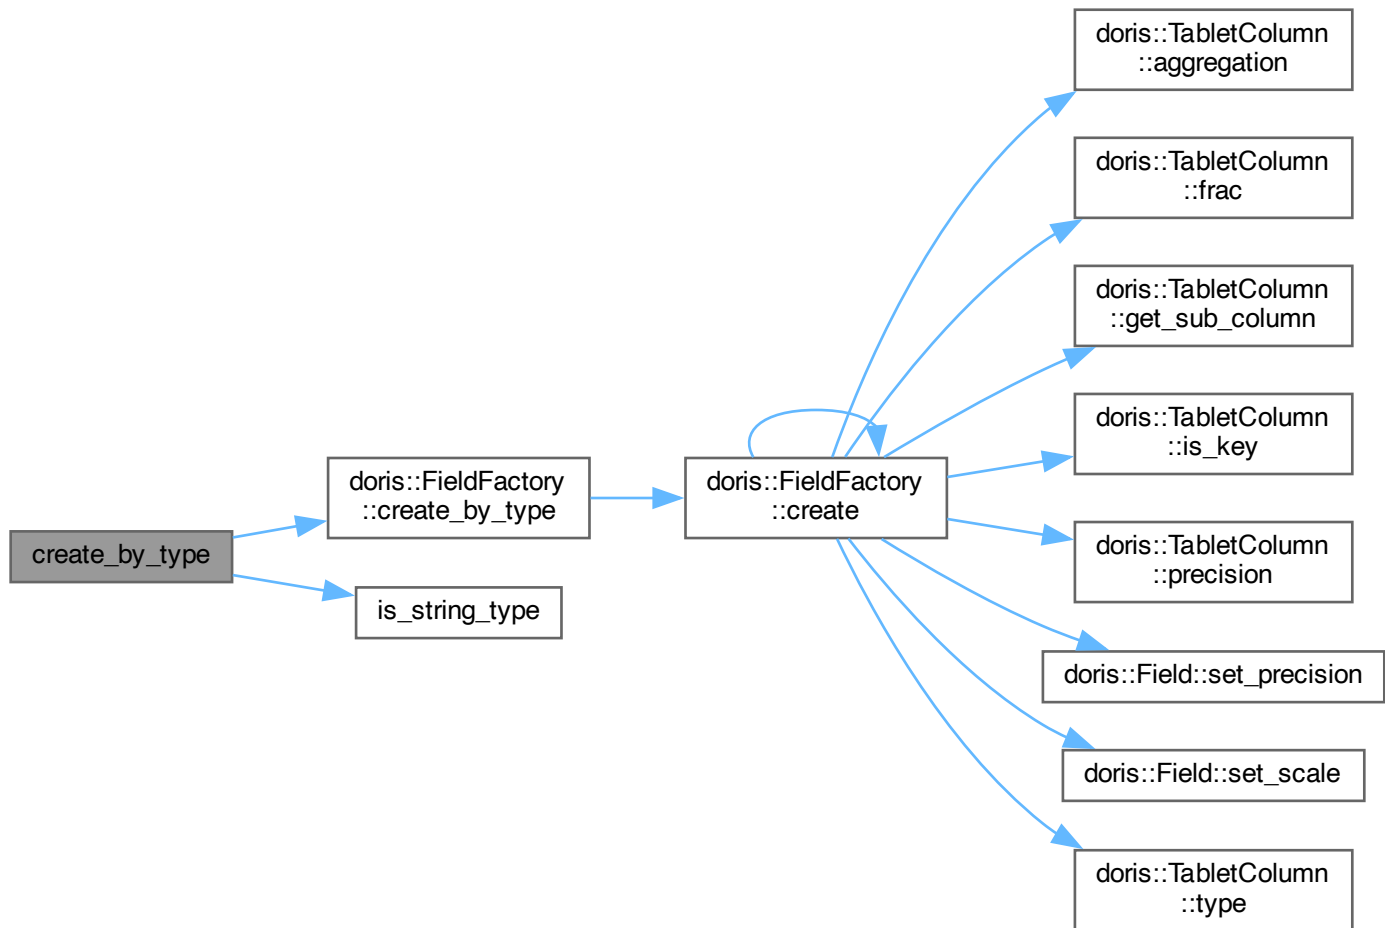 create_by_type
doris::FieldFactory
::create_by_type
is_string_type
doris::FieldFactory
::create
doris::TabletColumn
::aggregation
doris::TabletColumn
::frac
doris::TabletColumn
::get_sub_column
doris::TabletColumn
::is_key
doris::TabletColumn
::precision
doris::Field::set_precision
doris::Field::set_scale
doris::TabletColumn
::type